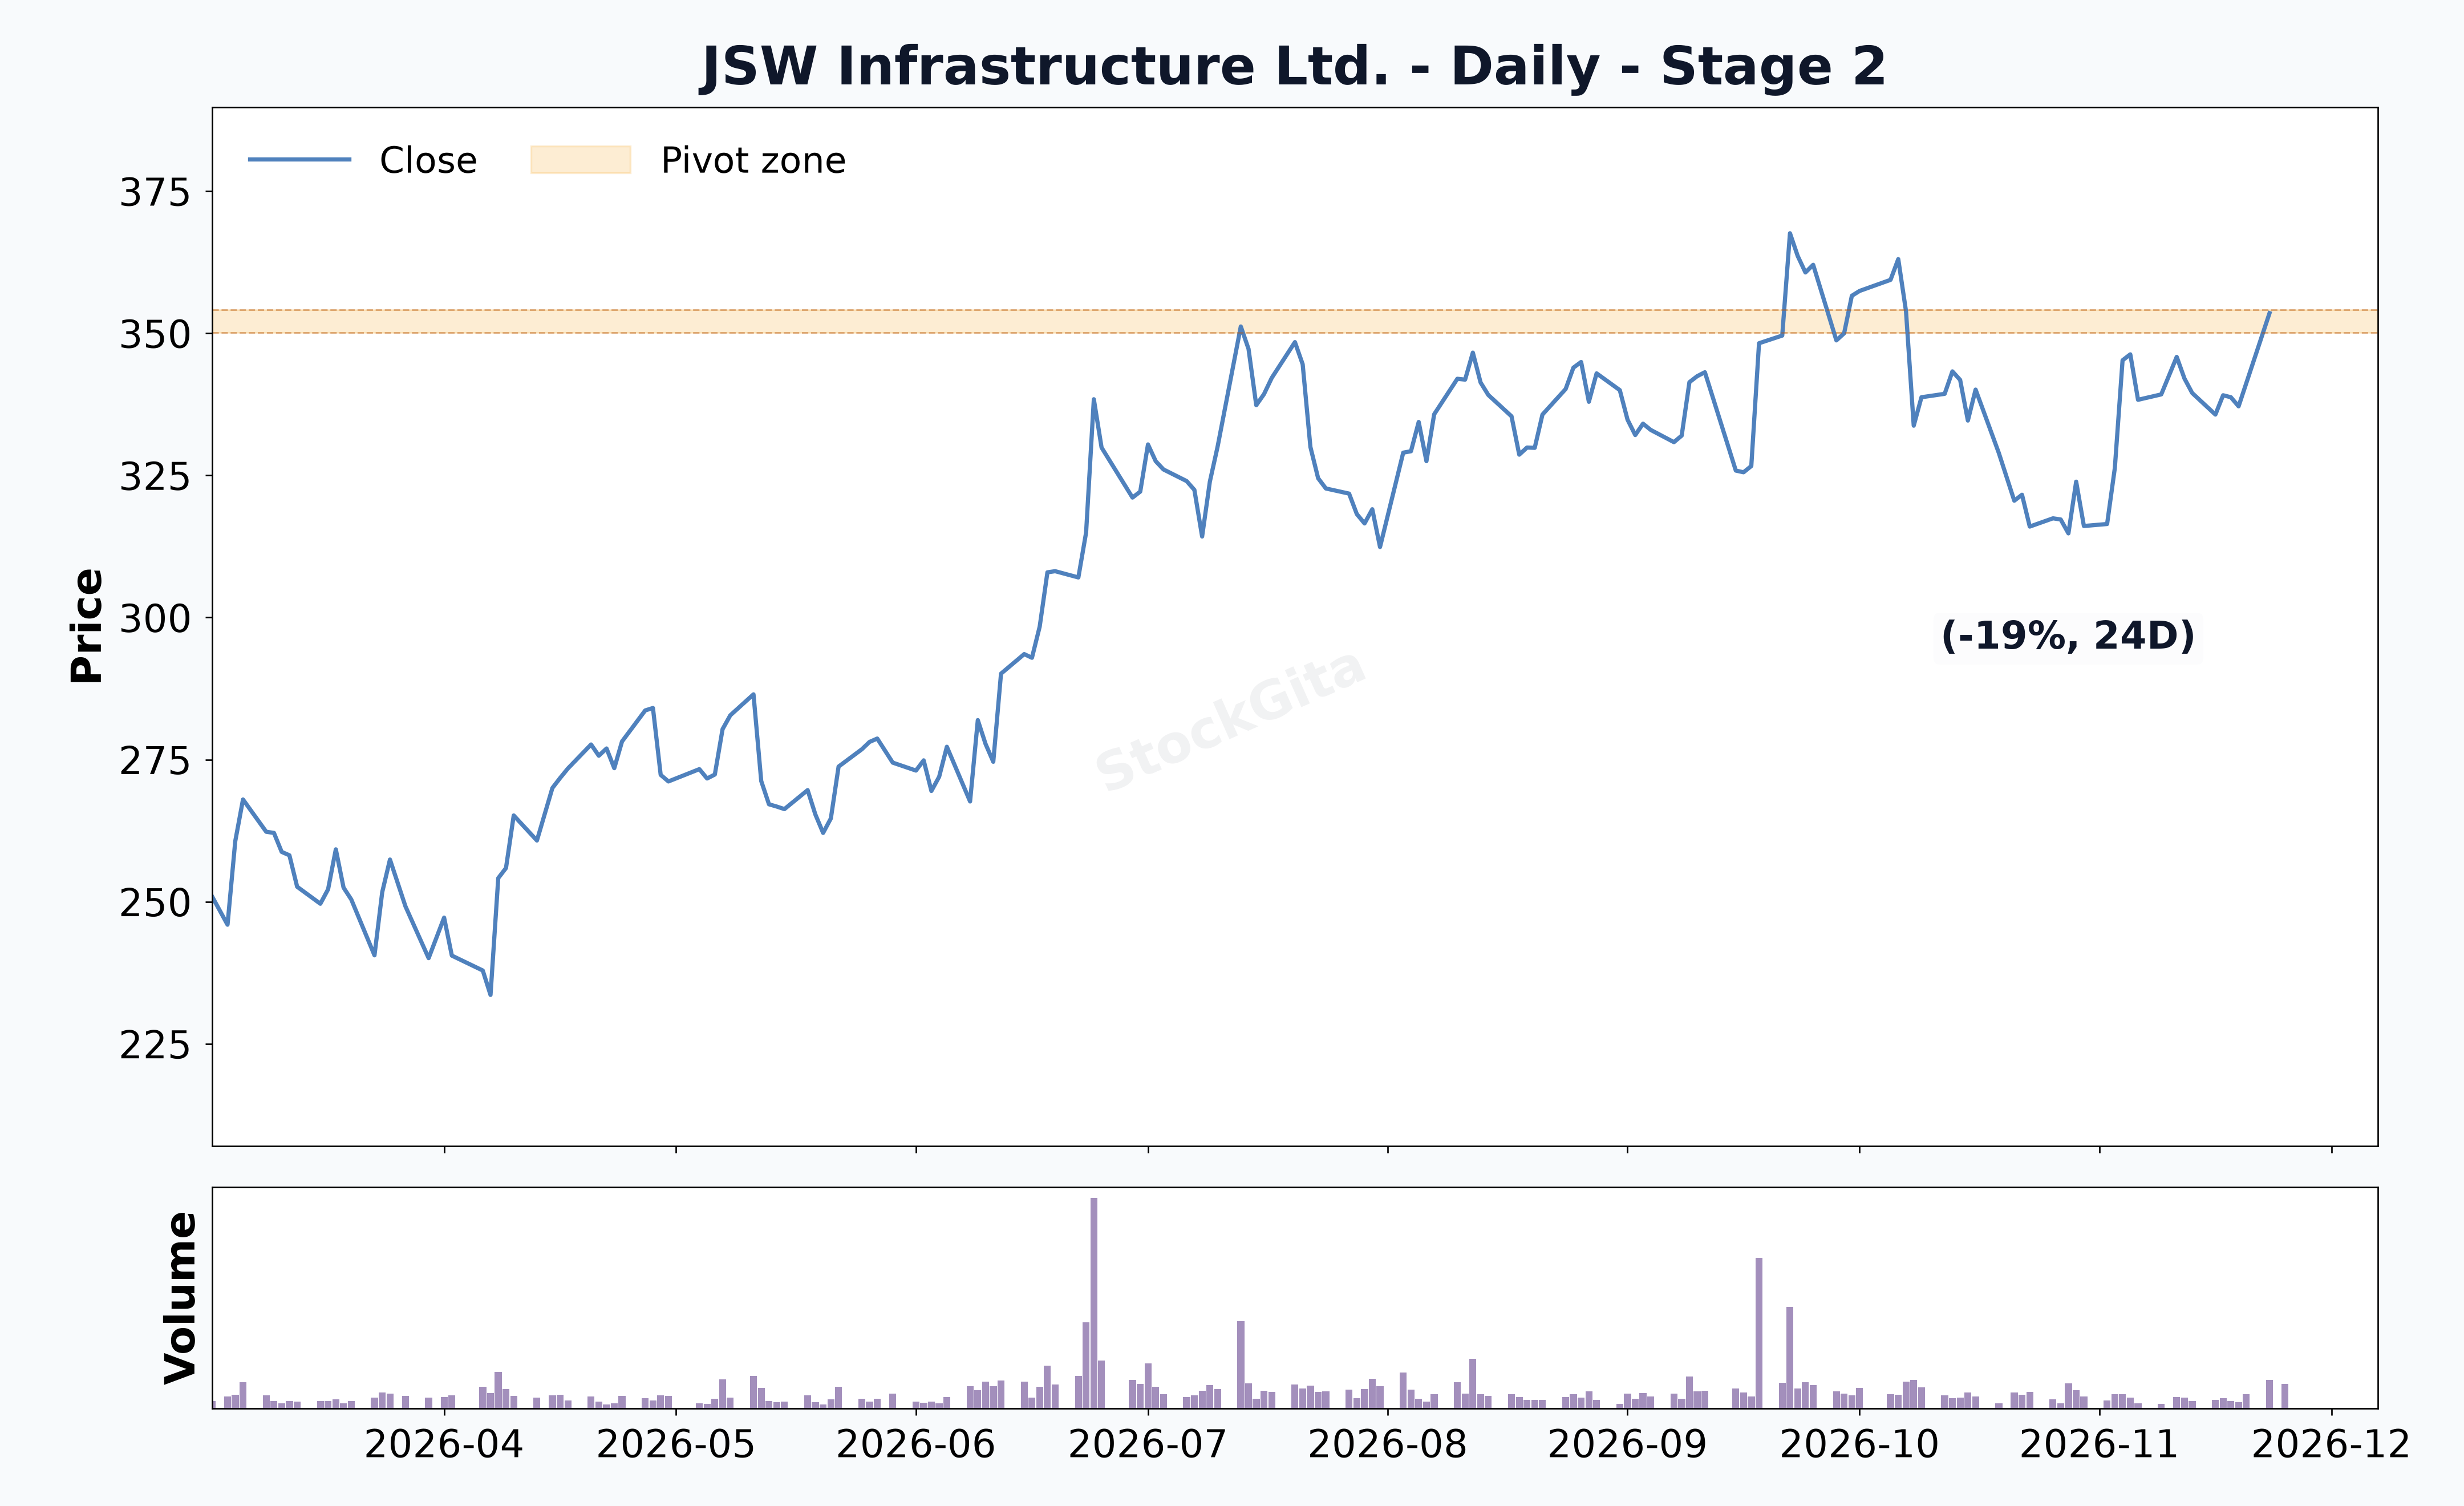 JSW Infrastructure Ltd. - Daily - Stage 2
Close Pivot zone
375
350
325
300
275
250
225
Price
(-19%, 24D)
StockGita
Volume
2026-04 2026-05 2026-06 2026-07 2026-08 2026-09 2026-10 2026-11 2026-12